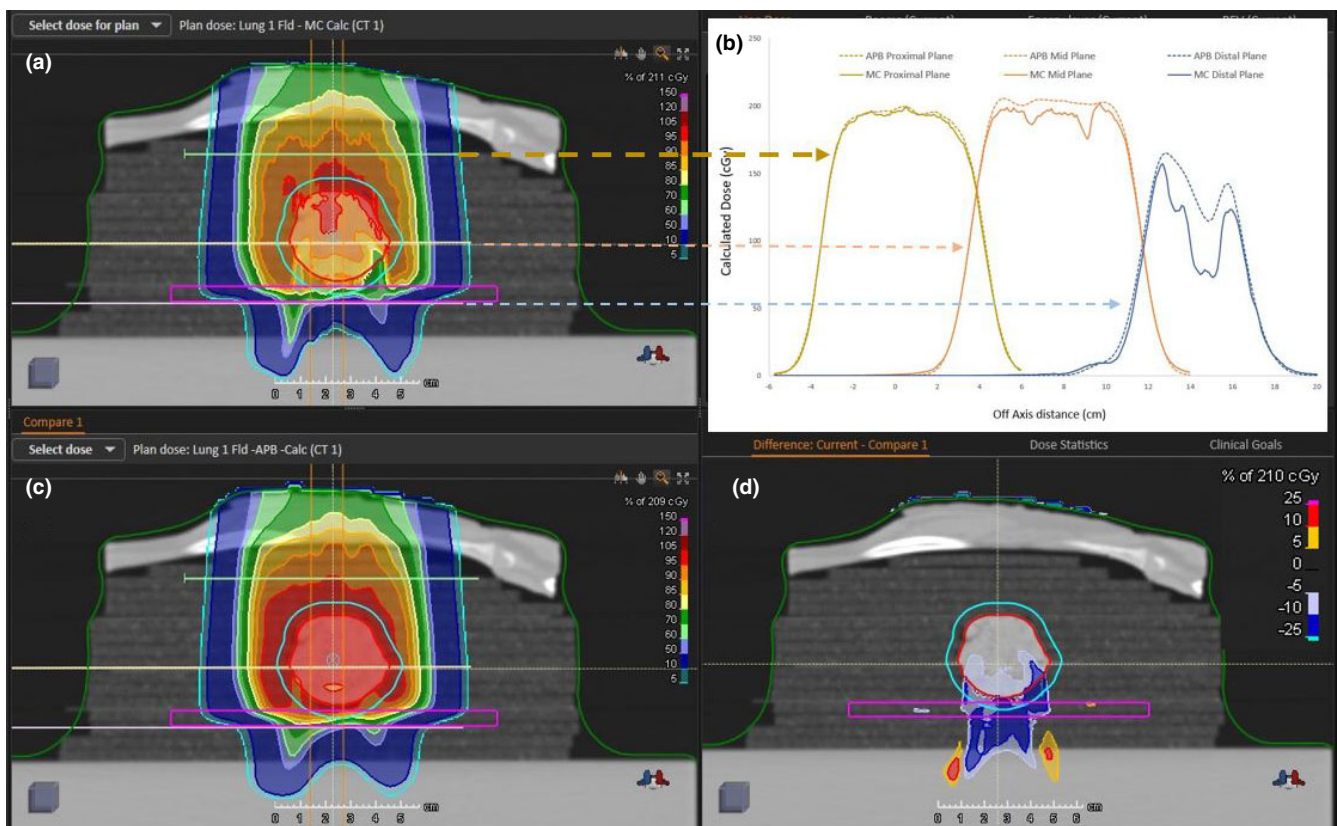 Select dose for plan Plan dose: Lung 1 Fld - MC Calc (CT 1)
(a)
% of 211 cGy
150
120
105
95
90
85
80
70
60
50
10
5
0 1 2 3 4 5 cm
(b)
250
200
150
100
50
0
-6 -4 -2 0 2 4 6 8 10 12 14 16 18 20
Calculated Dose (cGy)
Off Axis distance (cm)
APB Proximal Plane APB Mid Plane APB Distal Plane
MC Proximal Plane MC Mid Plane MC Distal Plane
Compare 1
Select dose Plan dose: Lung 1 Fld -APB -Calc (CT 1)
(c)
% of 209 cGy
150
120
105
95
90
85
80
70
60
50
10
5
0 1 2 3 4 5 cm
Difference: Current - Compare 1 Dose Statistics Clinical Goals
(d)
% of 210 cGy
25
10
5
0
-5
-10
-25
0 1 2 3 4 5 6 cm